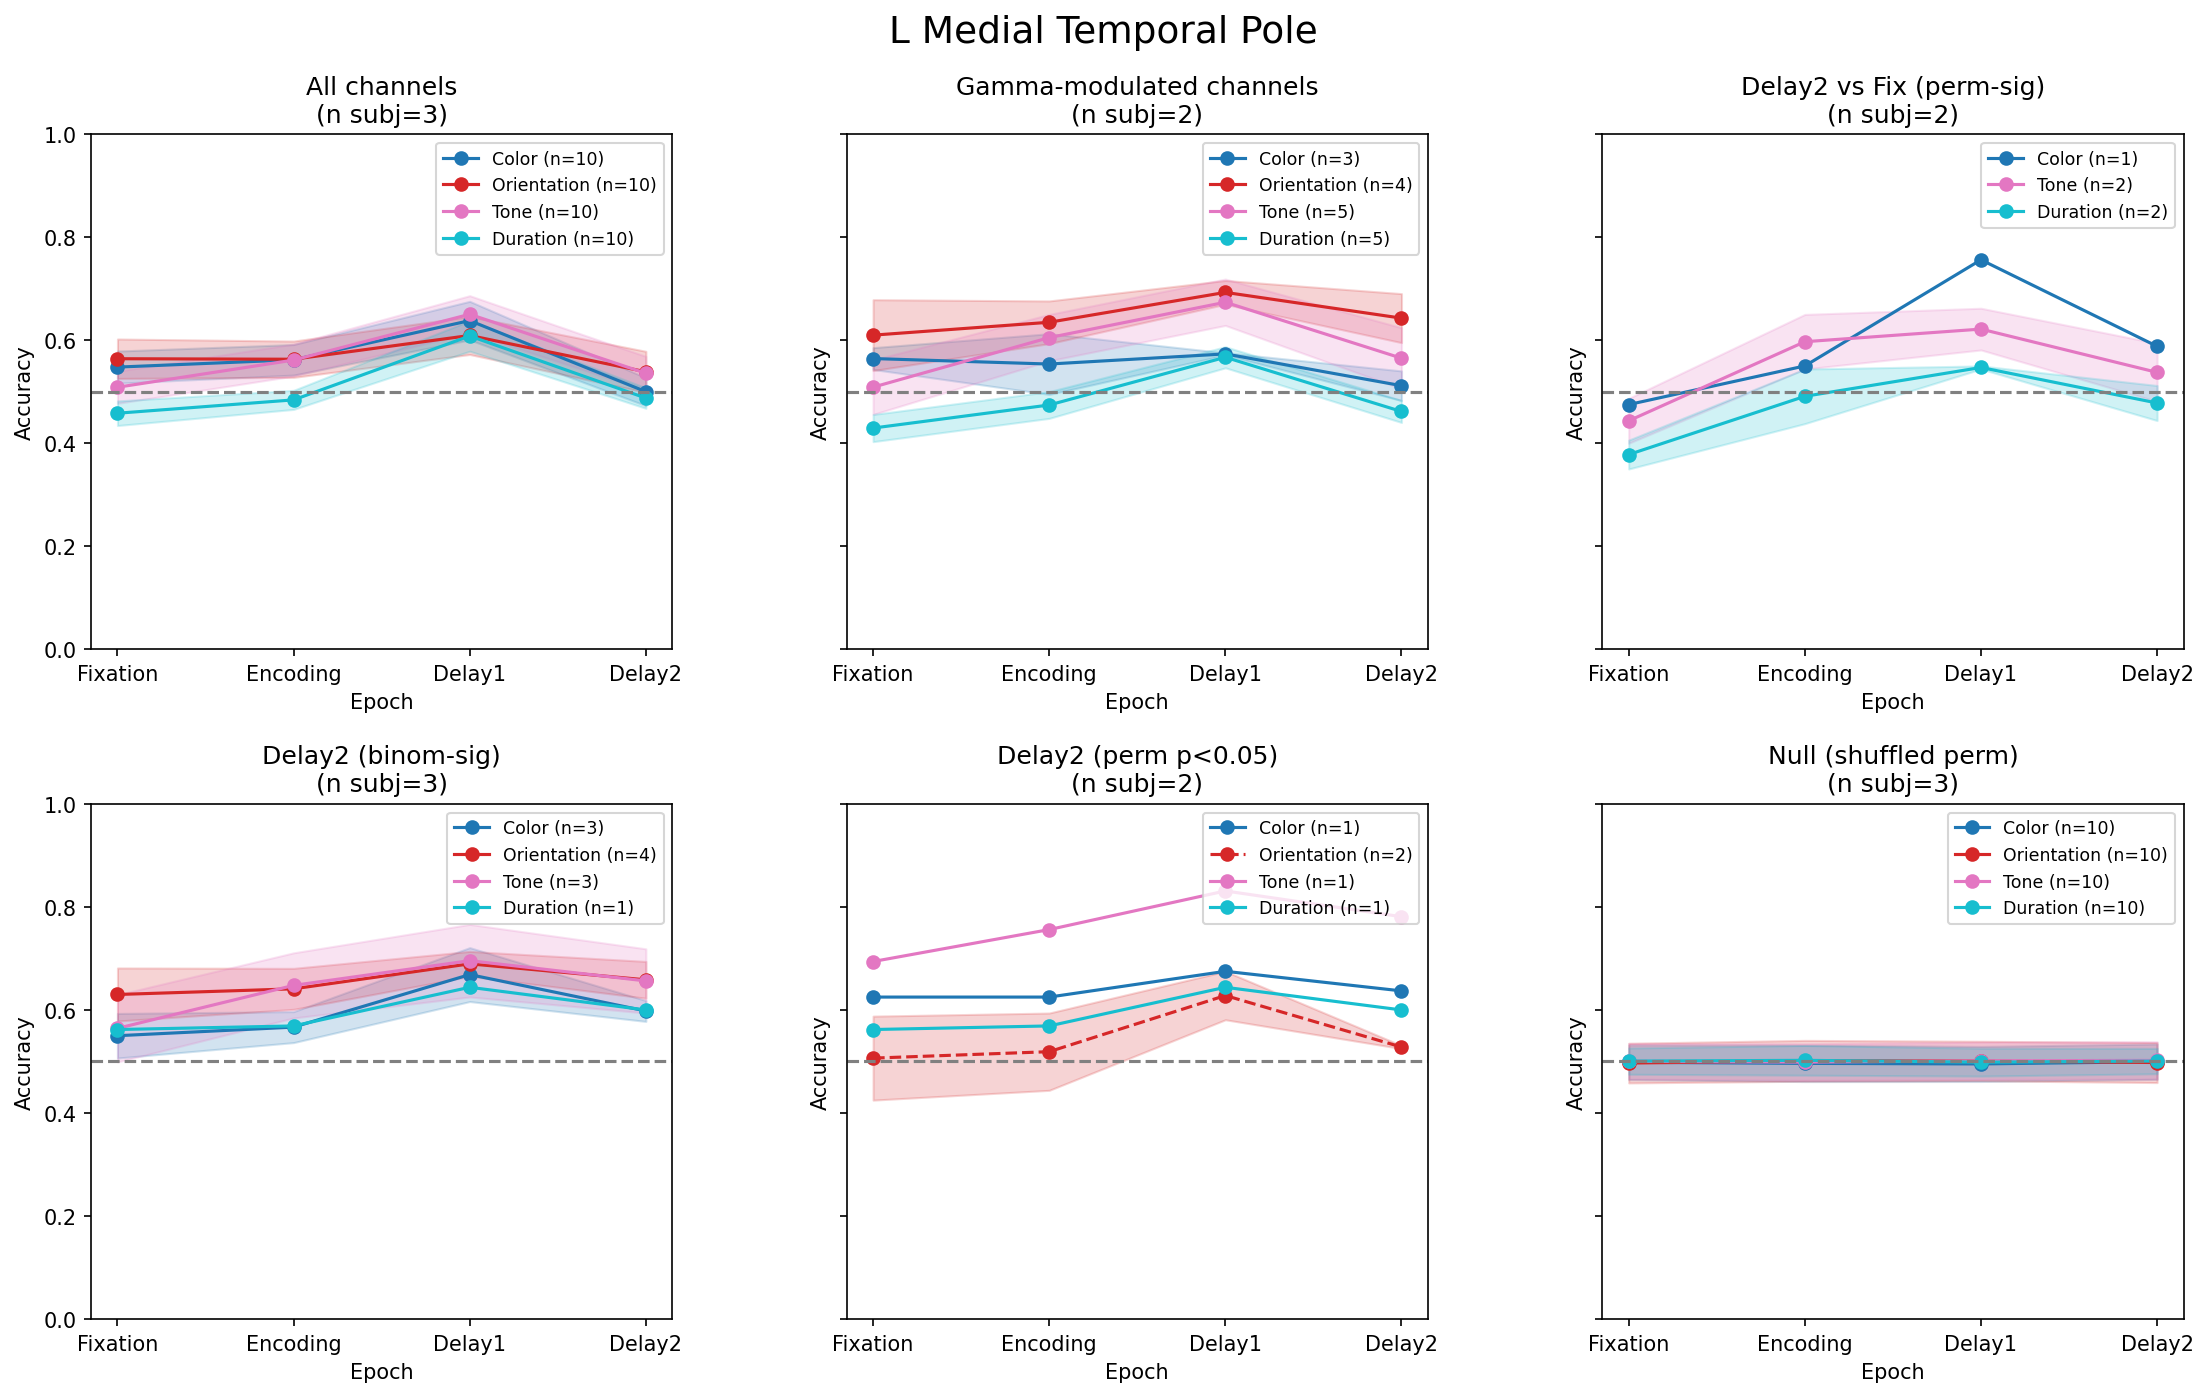 L Medial Temporal Pole
All channels
(n subj=3)
Accuracy
1.0
0.8
0.6
0.4
0.2
0.0
Color (n=10)
Orientation (n=10)
Tone (n=10)
Duration (n=10)
Fixation Encoding Delay1 Delay2
Epoch
Gamma-modulated channels
(n subj=2)
Accuracy
Color (n=3)
Orientation (n=4)
Tone (n=5)
Duration (n=5)
Fixation Encoding Delay1 Delay2
Epoch
Delay2 vs Fix (perm-sig)
(n subj=2)
Accuracy
Color (n=1)
Tone (n=2)
Duration (n=2)
Fixation Encoding Delay1 Delay2
Epoch
Delay2 (binom-sig)
(n subj=3)
Accuracy
1.0
0.8
0.6
0.4
0.2
0.0
Color (n=3)
Orientation (n=4)
Tone (n=3)
Duration (n=1)
Fixation Encoding Delay1 Delay2
Epoch
Delay2 (perm p<0.05)
(n subj=2)
Accuracy
Color (n=1)
Orientation (n=2)
Tone (n=1)
Duration (n=1)
Fixation Encoding Delay1 Delay2
Epoch
Null (shuffled perm)
(n subj=3)
Accuracy
Color (n=10)
Orientation (n=10)
Tone (n=10)
Duration (n=10)
Fixation Encoding Delay1 Delay2
Epoch